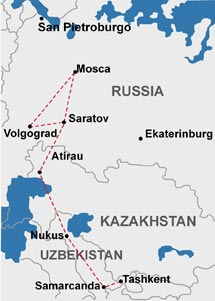 San Pietroburgo
Mosca
RUSSIA
Saratov
Volgograd
Ekaterinburg
Atirau
KAZAKHSTAN
Nukus
UZBEKISTAN
Tashkent
Samarcanda